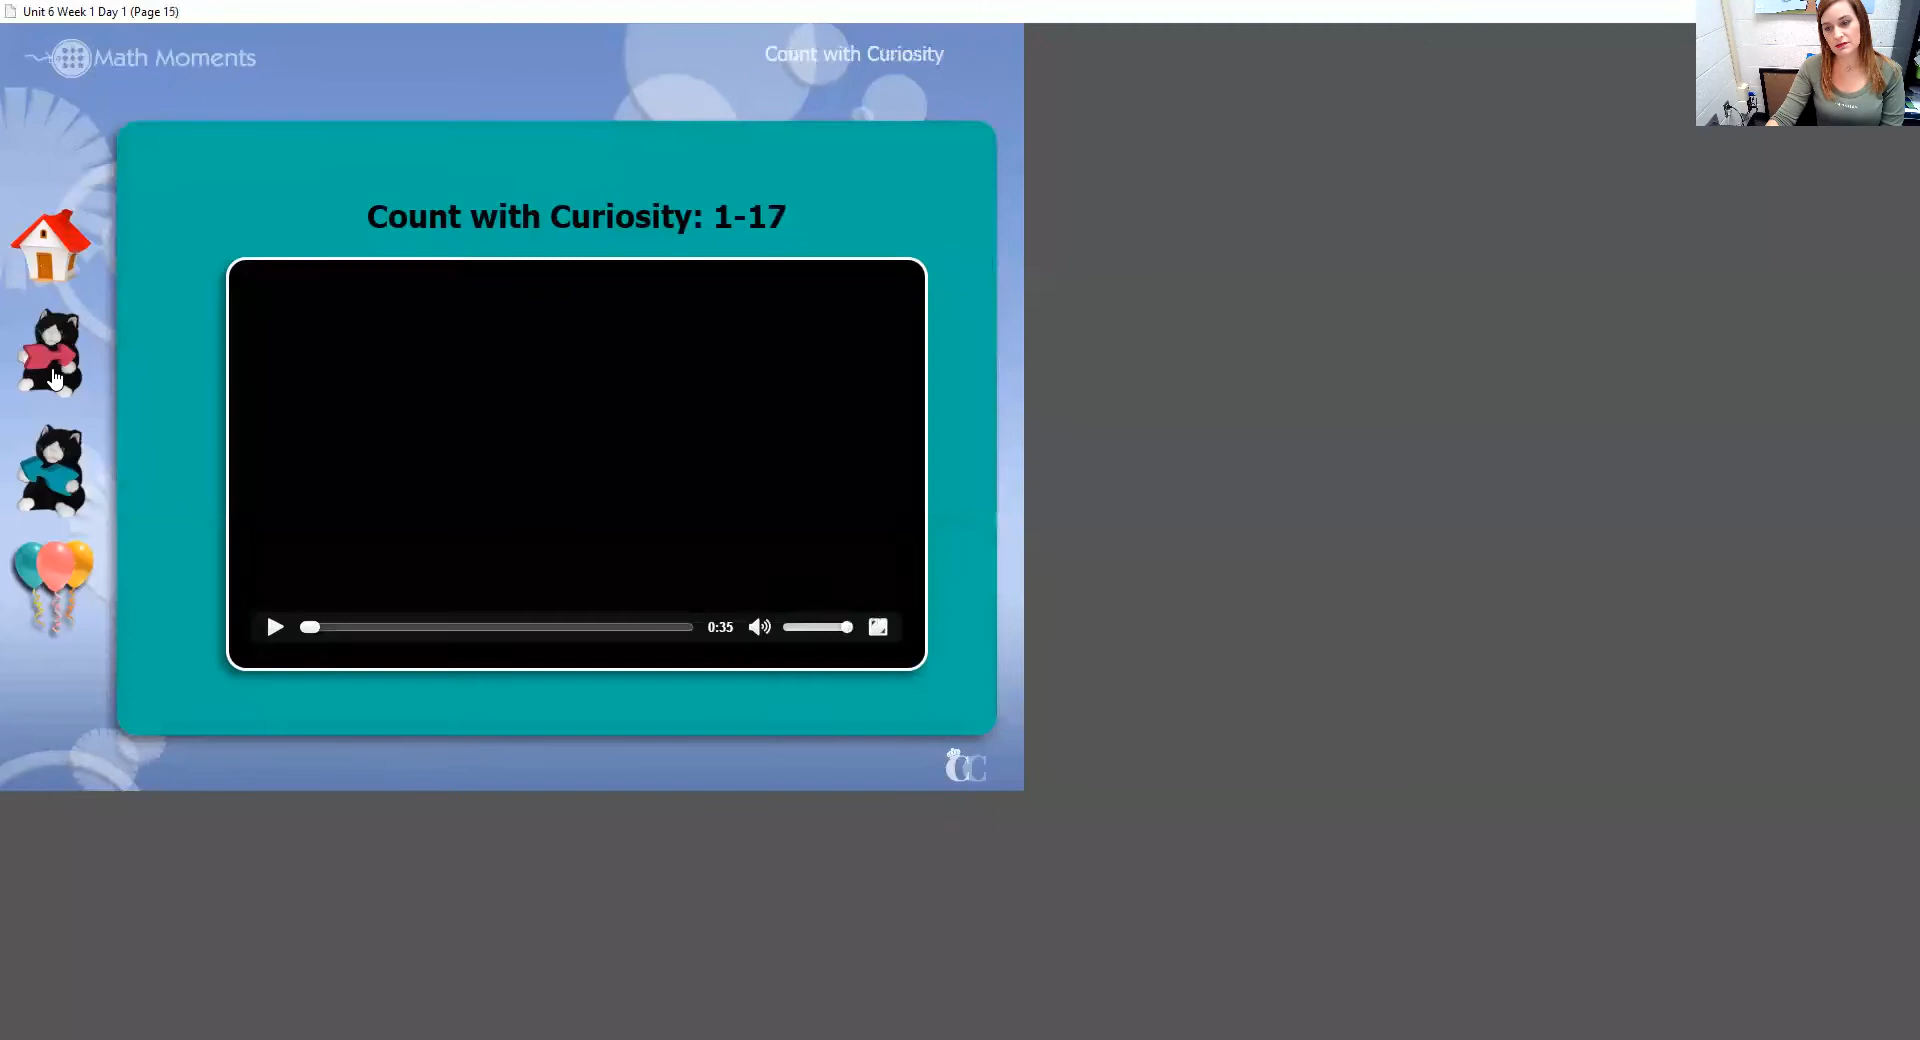 Unit 6 Week 1 Day 1 (Page 15)
Math Moments
Count with Curiosity
Count with Curiosity: 1-17
0:35
CC